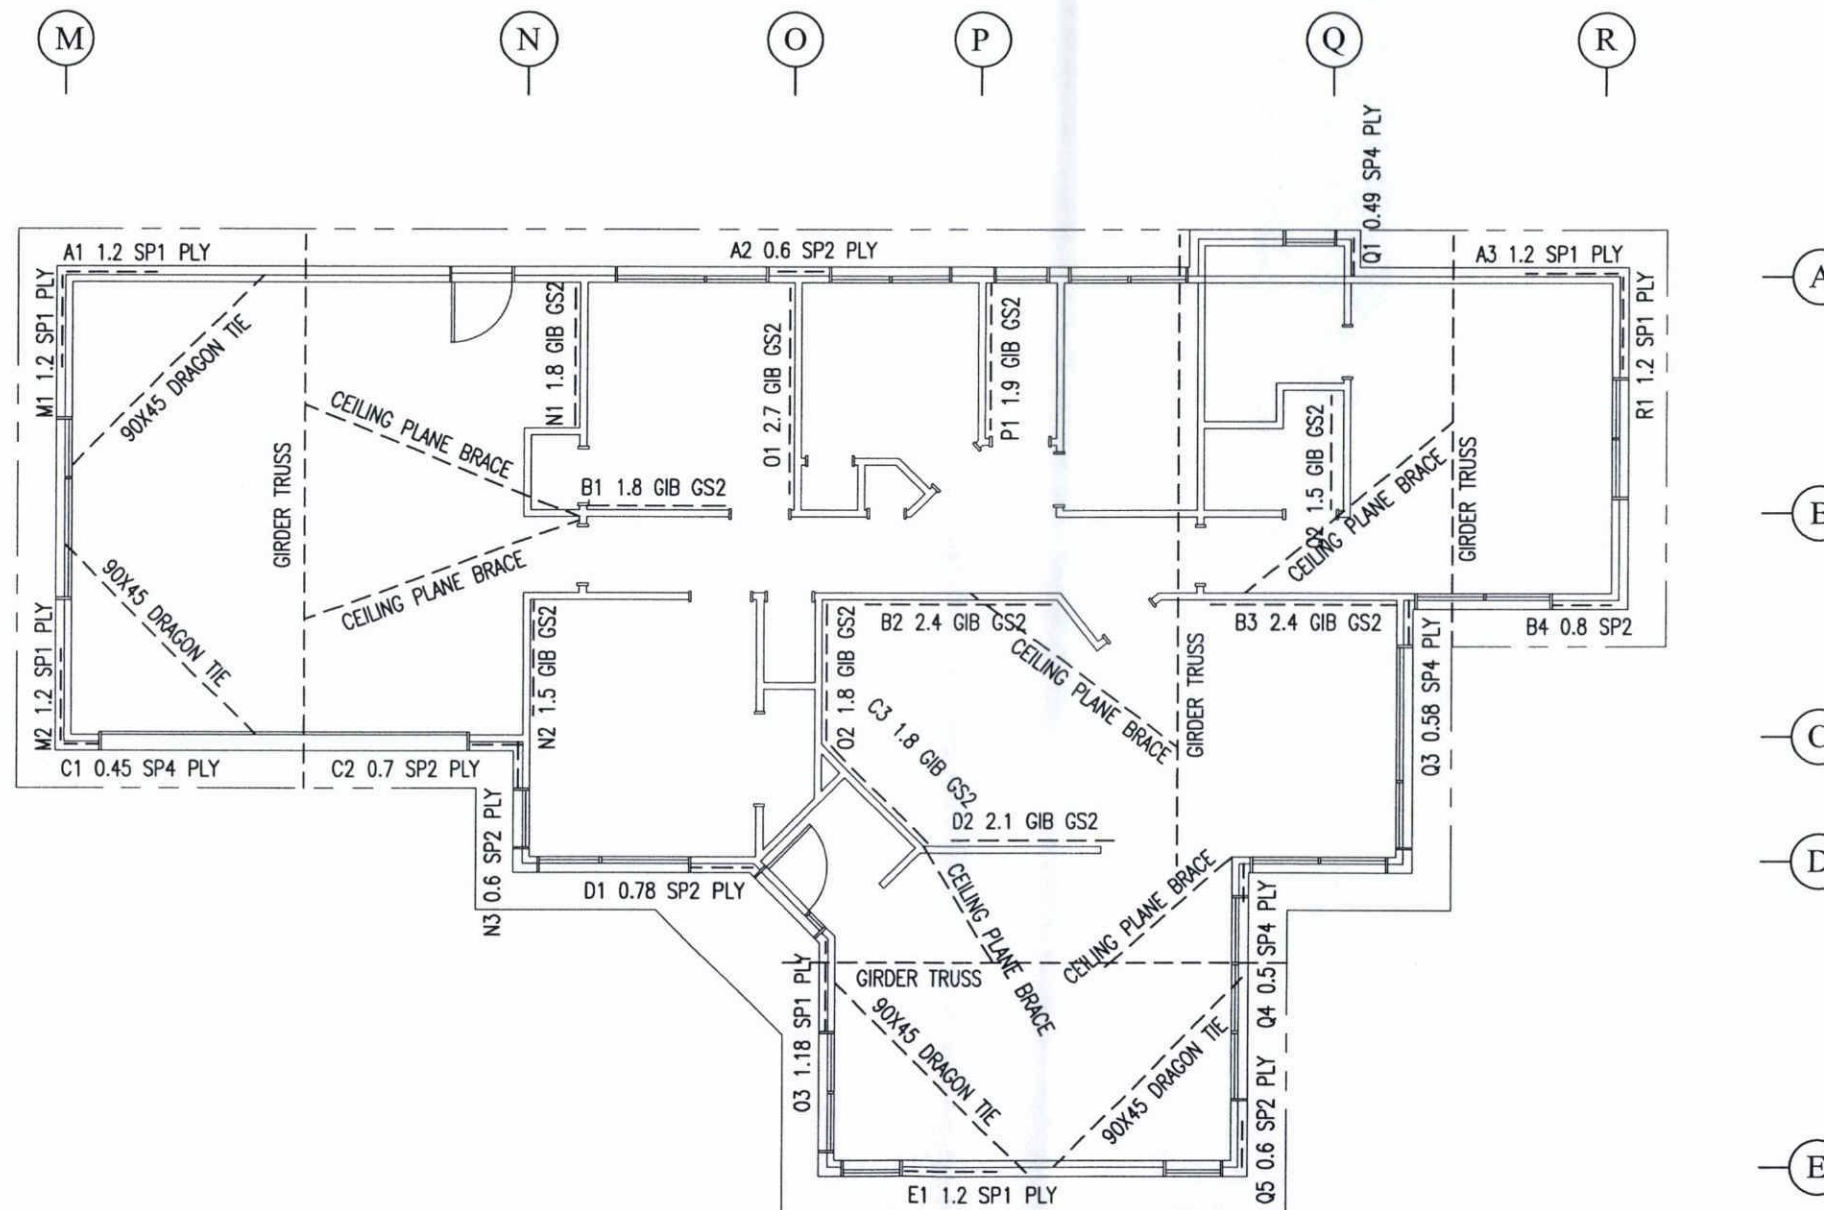 M
N
O
P
Q
R
Q1 0.49 SP4 PLY
A1 1.2 SP1 PLY
A2 0.6 SP2 PLY
A3 1.2 SP1 PLY
A
M1 1.2 SP1 PLY
90X45 DRAGON TIE
GIRDER TRUSS
CEILING PLANE BRACE
N1 1.8 GIB GS2
O1 2.7 GIB GS2
P1 1.9 GIB GS2
Q2 1.5 GIB GS2
CEILING PLANE BRACE
GIRDER TRUSS
R1 1.2 SP1 PLY
B1 1.8 GIB GS2
B
CEILING PLANE BRACE
90X45 DRAGON TIE
M2 1.2 SP1 PLY
N2 1.5 GIB GS2
O2 1.8 GIB GS2
B2 2.4 GIB GS2
B3 2.4 GIB GS2
B4 0.8 SP2
CEILING PLANE BRACE
GIRDER TRUSS
C3 1.8 GIB GS2
Q3 0.58 SP4 PLY
C
C1 0.45 SP4 PLY
C2 0.7 SP2 PLY
N3 0.6 SP2 PLY
D2 2.1 GIB GS2
D
D1 0.78 SP2 PLY
CEILING PLANE BRACE
CEILING PLANE BRACE
Q4 0.5 SP4 PLY
GIRDER TRUSS
O3 1.18 SP1 PLY
90X45 DRAGON TIE
90X45 DRAGON TIE
Q5 0.6 SP2 PLY
E
E1 1.2 SP1 PLY